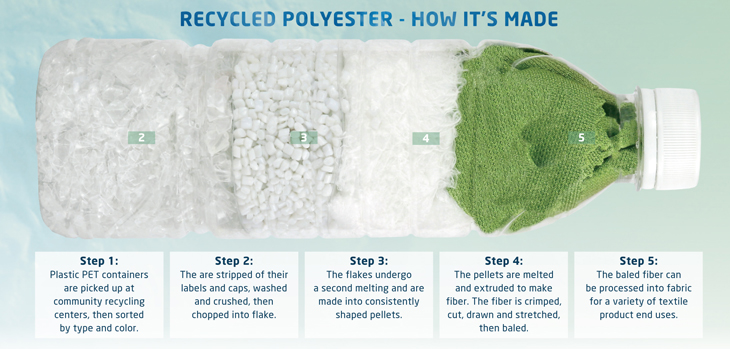 RECYCLED POLYESTER - HOW IT'S MADE
2
3
4
5
Step 1:
Plastic PET containers
are picked up at
community recycling
centers, then sorted
by type and color.
Step 2:
The are stripped of their
labels and caps, washed
and crushed, then
chopped into flake.
Step 3:
The flakes undergo
a second melting and are
made into consistently
shaped pellets.
Step 4:
The pellets are melted
and extruded to make
fiber. The fiber is crimped,
cut, drawn and stretched,
then baled.
Step 5:
The baled fiber can
be processed into fabric
for a variety of textile
product end uses.